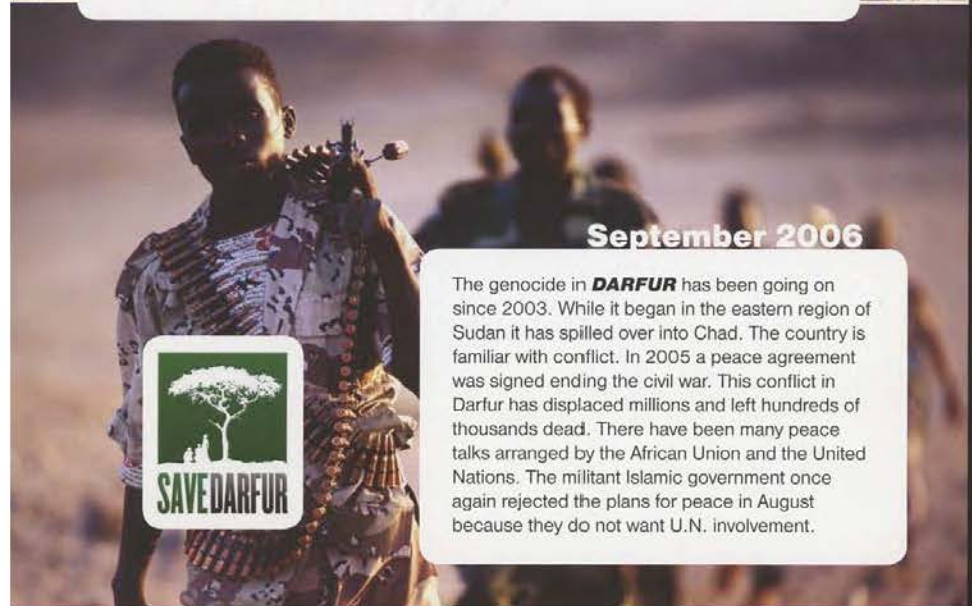 September 2006
The genocide in DARFUR has been going on
since 2003. While it began in the eastern region of
Sudan it has spilled over into Chad. The country is
familiar with conflict. In 2005 a peace agreement
was signed ending the civil war. This conflict in
Darfur has displaced millions and left hundreds of
thousands dead. There have been many peace
talks arranged by the African Union and the United
Nations. The militant Islamic government once
again rejected the plans for peace in August
because they do not want U.N. involvement.
SAVEDARFUR